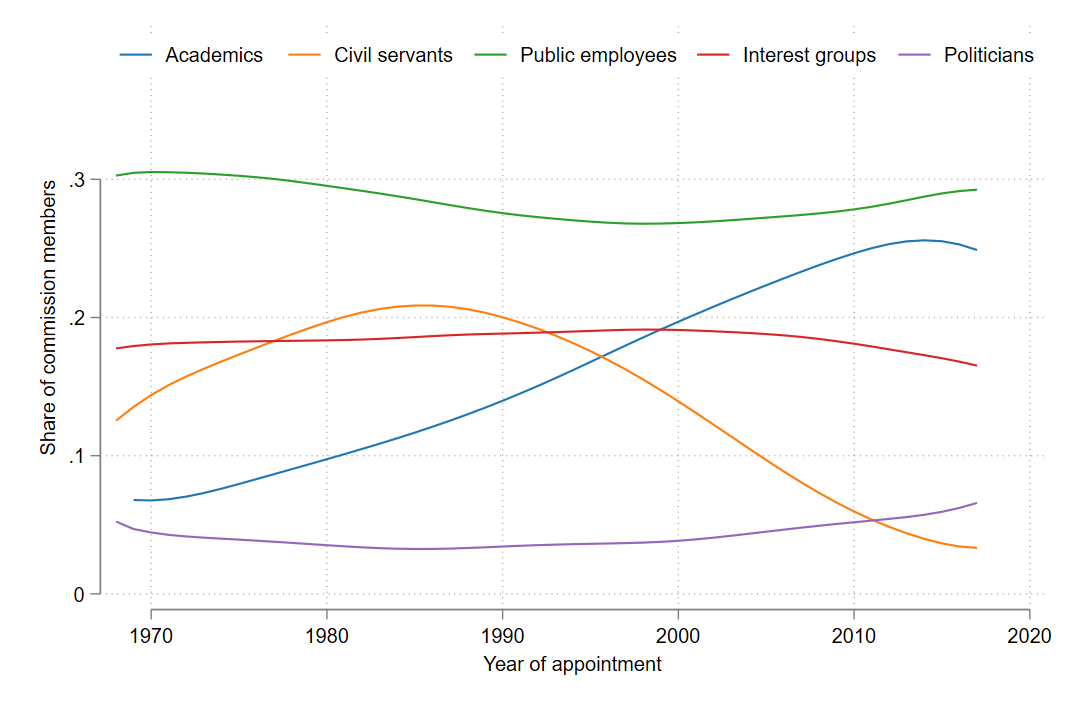 Academics Civil servants Public employees Interest groups Politicians
Share of commission members
.3
.2
.1
0
1970 1980 1990 2000 2010 2020
Year of appointment